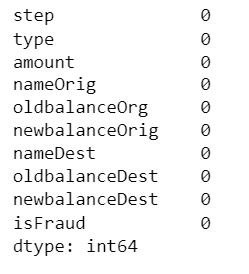 step 0
type 0
amount 0
nameOrig 0
oldbalanceOrg 0
newbalanceOrig 0
nameDest 0
oldbalanceDest 0
newbalanceDest 0
isFraud 0
dtype: int64